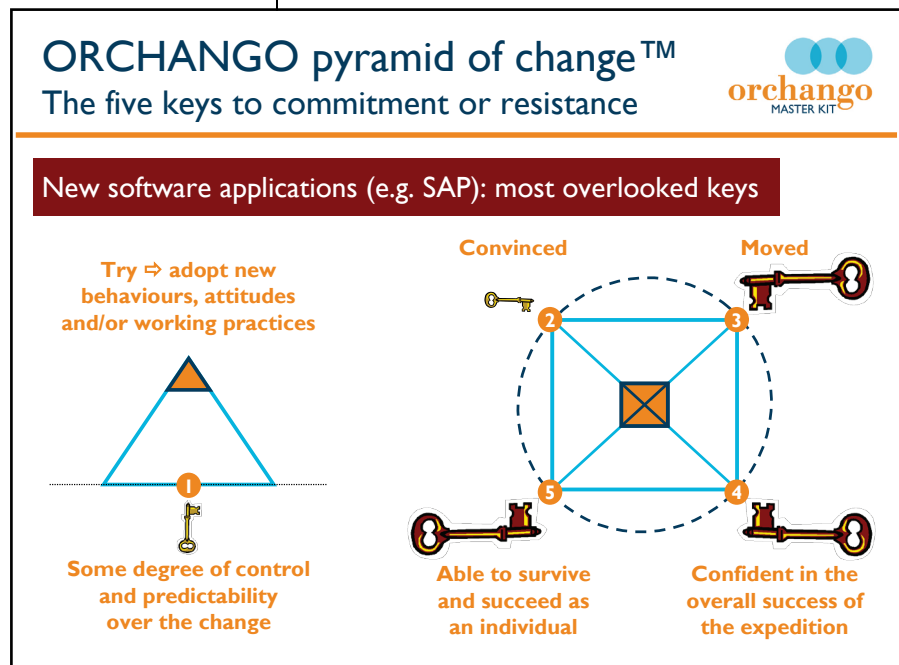 ORCHANGO pyramid of change™
The five keys to commitment or resistance
orchango
MASTER KIT
New software applications (e.g. SAP): most overlooked keys
Try ⇨ adopt new
behaviours, attitudes
and/or working practices
1
Some degree of control
and predictability
over the change
Convinced
Moved
2
3
5
4
Able to survive
and succeed as
an individual
Confident in the
overall success of
the expedition